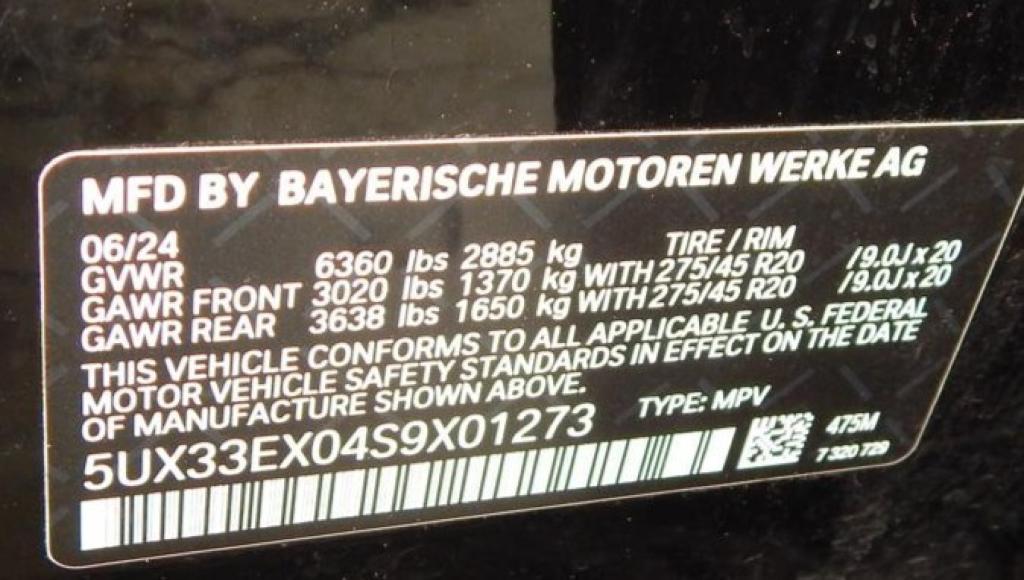 MFD BY BAYERISCHE MOTOREN WERKE AG
06/24 TIRE / RIM
GVWR 6360 lbs 2885 kg
GAWR FRONT 3020 lbs 1370 kg WITH 275/45 R20 /9.0J x 20
GAWR REAR 3638 lbs 1650 kg WITH 275/45 R20 /9.0J x 20
THIS VEHICLE CONFORMS TO ALL APPLICABLE U. S. FEDERAL
MOTOR VEHICLE SAFETY STANDARDS IN EFFECT ON THE DATE
OF MANUFACTURE SHOWN ABOVE.
5UX33EX04S9X01273 TYPE: MPV
475M
7 320 729